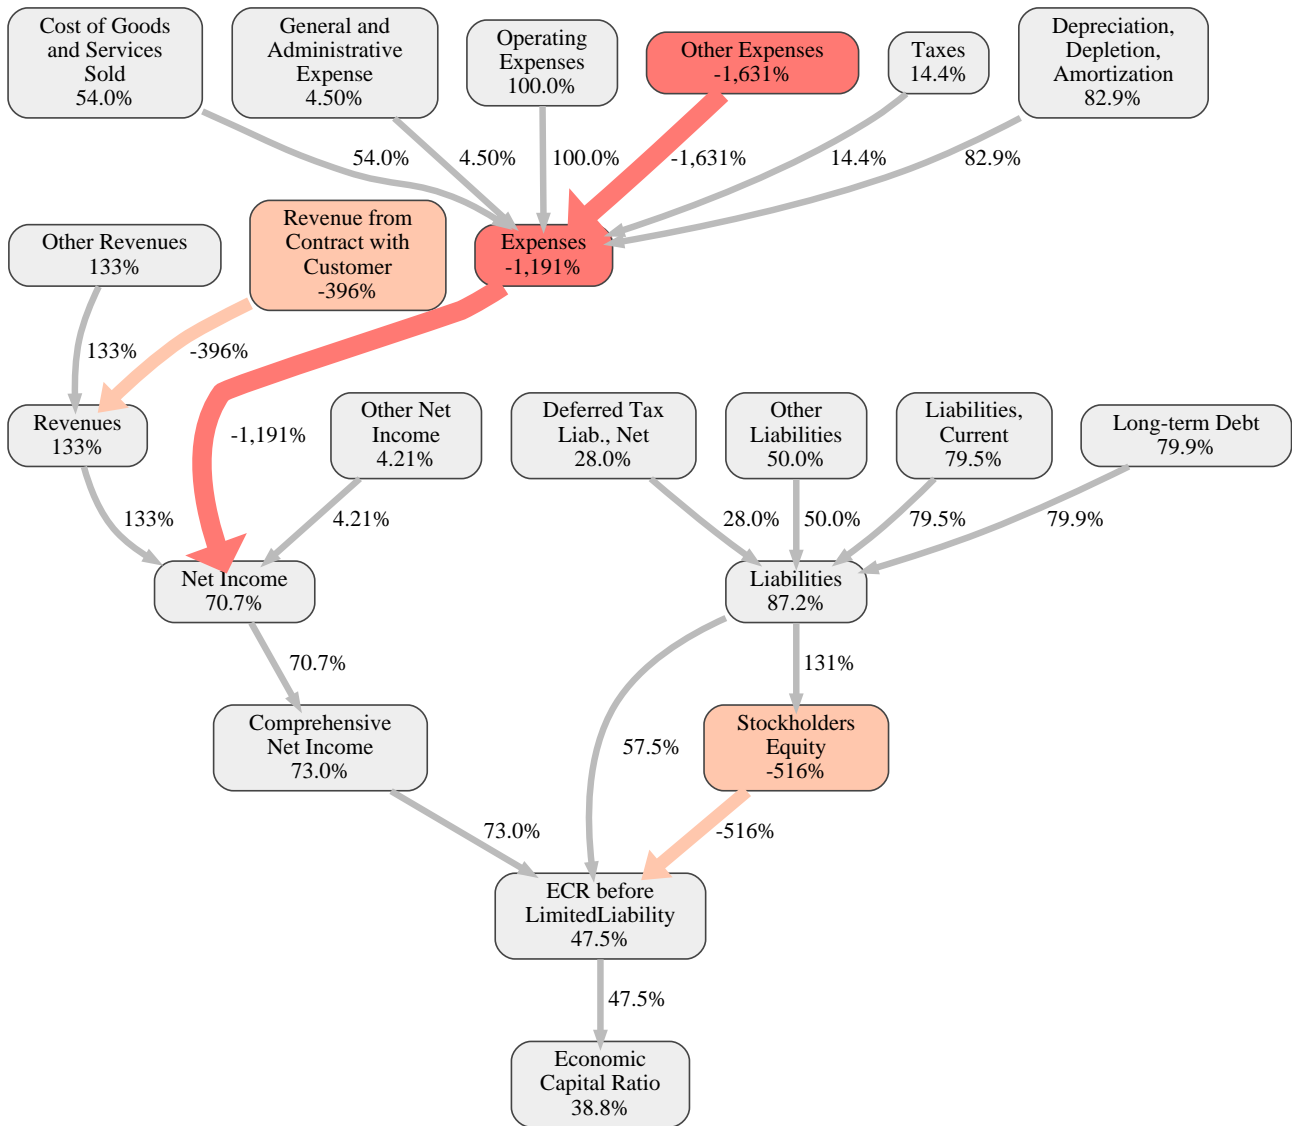 Cost of Goods
and Services
Sold
54.0%
General and
Administrative
Expense
4.50%
Operating
Expenses
100.0%
Other Expenses
-1,631%
Taxes
14.4%
Depreciation,
Depletion,
Amortization
82.9%
54.0%
4.50%
100.0%
-1,631%
14.4%
82.9%
Other Revenues
133%
Revenue from
Contract with
Customer
-396%
Expenses
-1,191%
133%
-396%
-1,191%
Revenues
133%
Other Net
Income
4.21%
Deferred Tax
Liab., Net
28.0%
Other
Liabilities
50.0%
Liabilities,
Current
79.5%
Long-term Debt
79.9%
133%
4.21%
28.0%
50.0%
79.5%
79.9%
Net Income
70.7%
Liabilities
87.2%
70.7%
131%
57.5%
Comprehensive
Net Income
73.0%
Stockholders
Equity
-516%
73.0%
-516%
ECR before
LimitedLiability
47.5%
47.5%
Economic
Capital Ratio
38.8%